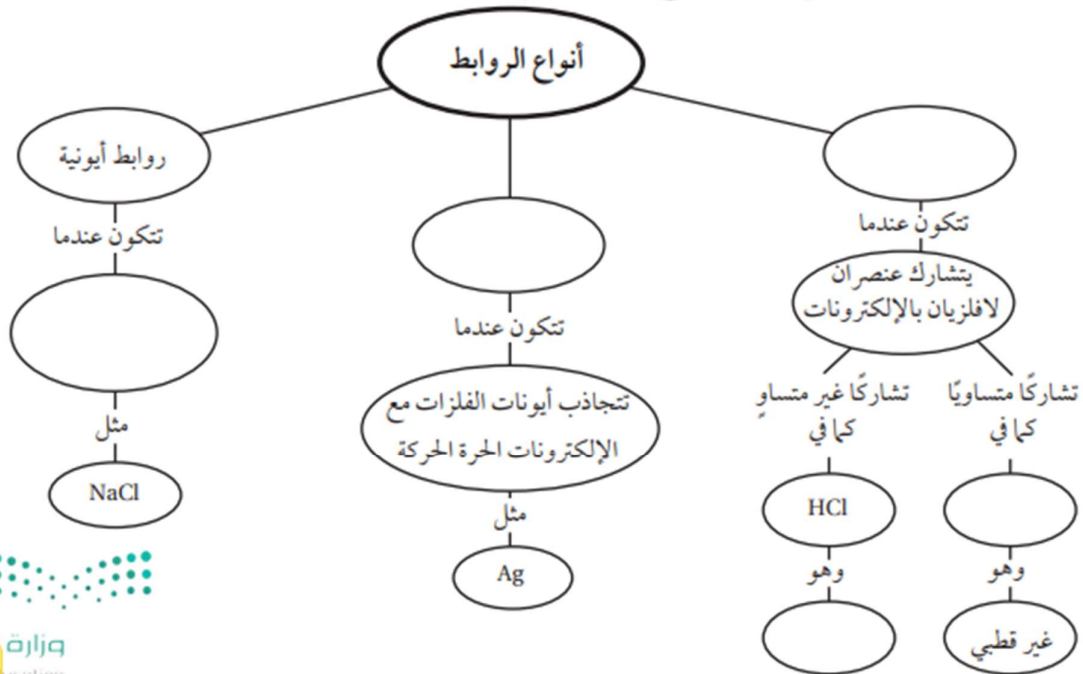 أنواع الروابط
روابط أيونية
تتكون عندما
مثل
NaCl
تتكون عندما
تتجاذب أيونات الفلزات مع
الإلكترونات الحرة الحركة
مثل
Ag
تتكون عندما
يتشارك عنصران
لافلزيان بالإلكترونات
تشاركًا متساويًا
كما في
وهو
غير قطبي
تشاركًا غير متساوٍ
كما في
HCl
وهو
وزارة